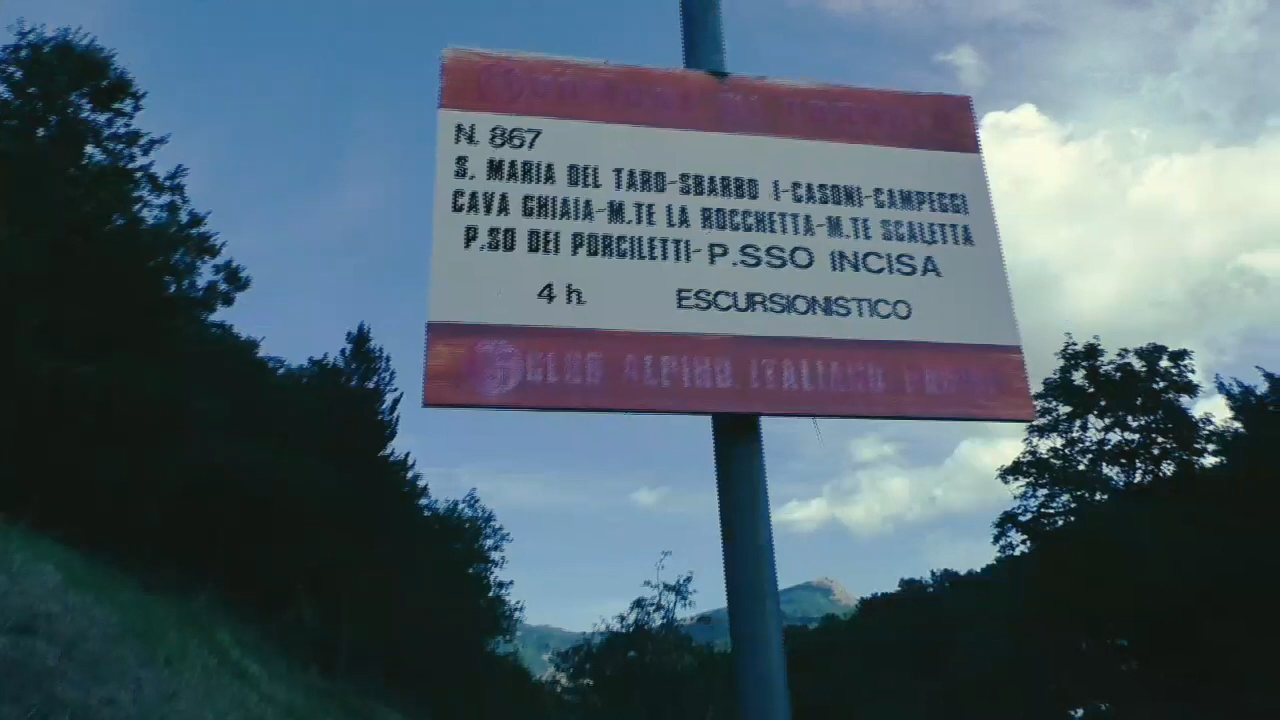 N. 867
S. MARIA DEL TARO-SBARBO I-CASONI-CAMPEGGI
CAVA GHIAIA-M.TE LA ROCCHETTA-M.TE SCALETTA
P.SO DEI PORCILETTI-P.SSO INCISA
4 h. ESCURSIONISTICO
CLUB ALPINO ITALIANO